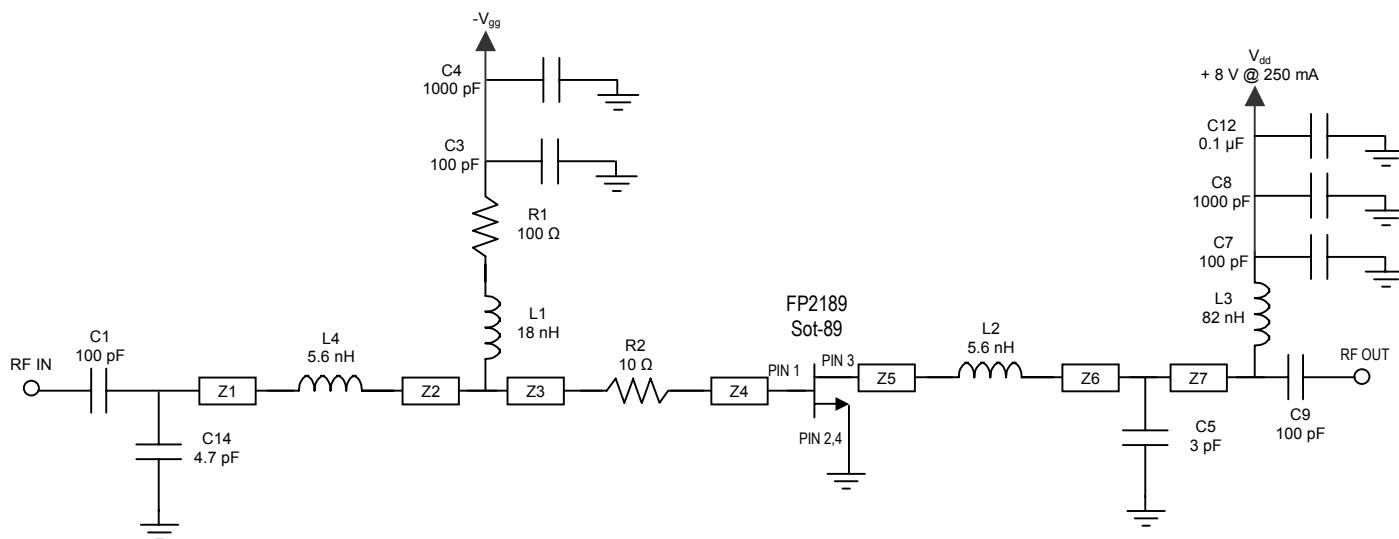 -Vgg
C4
1000 pF
C3
100 pF
R1
100 Ω
L1
18 nH
RF IN
C1
100 pF
C14
4.7 pF
Z1
L4
5.6 nH
Z2
Z3
R2
10 Ω
Z4
PIN 1
FP2189
Sot-89
PIN 3
PIN 2,4
Z5
L2
5.6 nH
Z6
C5
3 pF
Z7
Vdd
+ 8 V @ 250 mA
C12
0.1 µF
C8
1000 pF
C7
100 pF
L3
82 nH
C9
100 pF
RF OUT